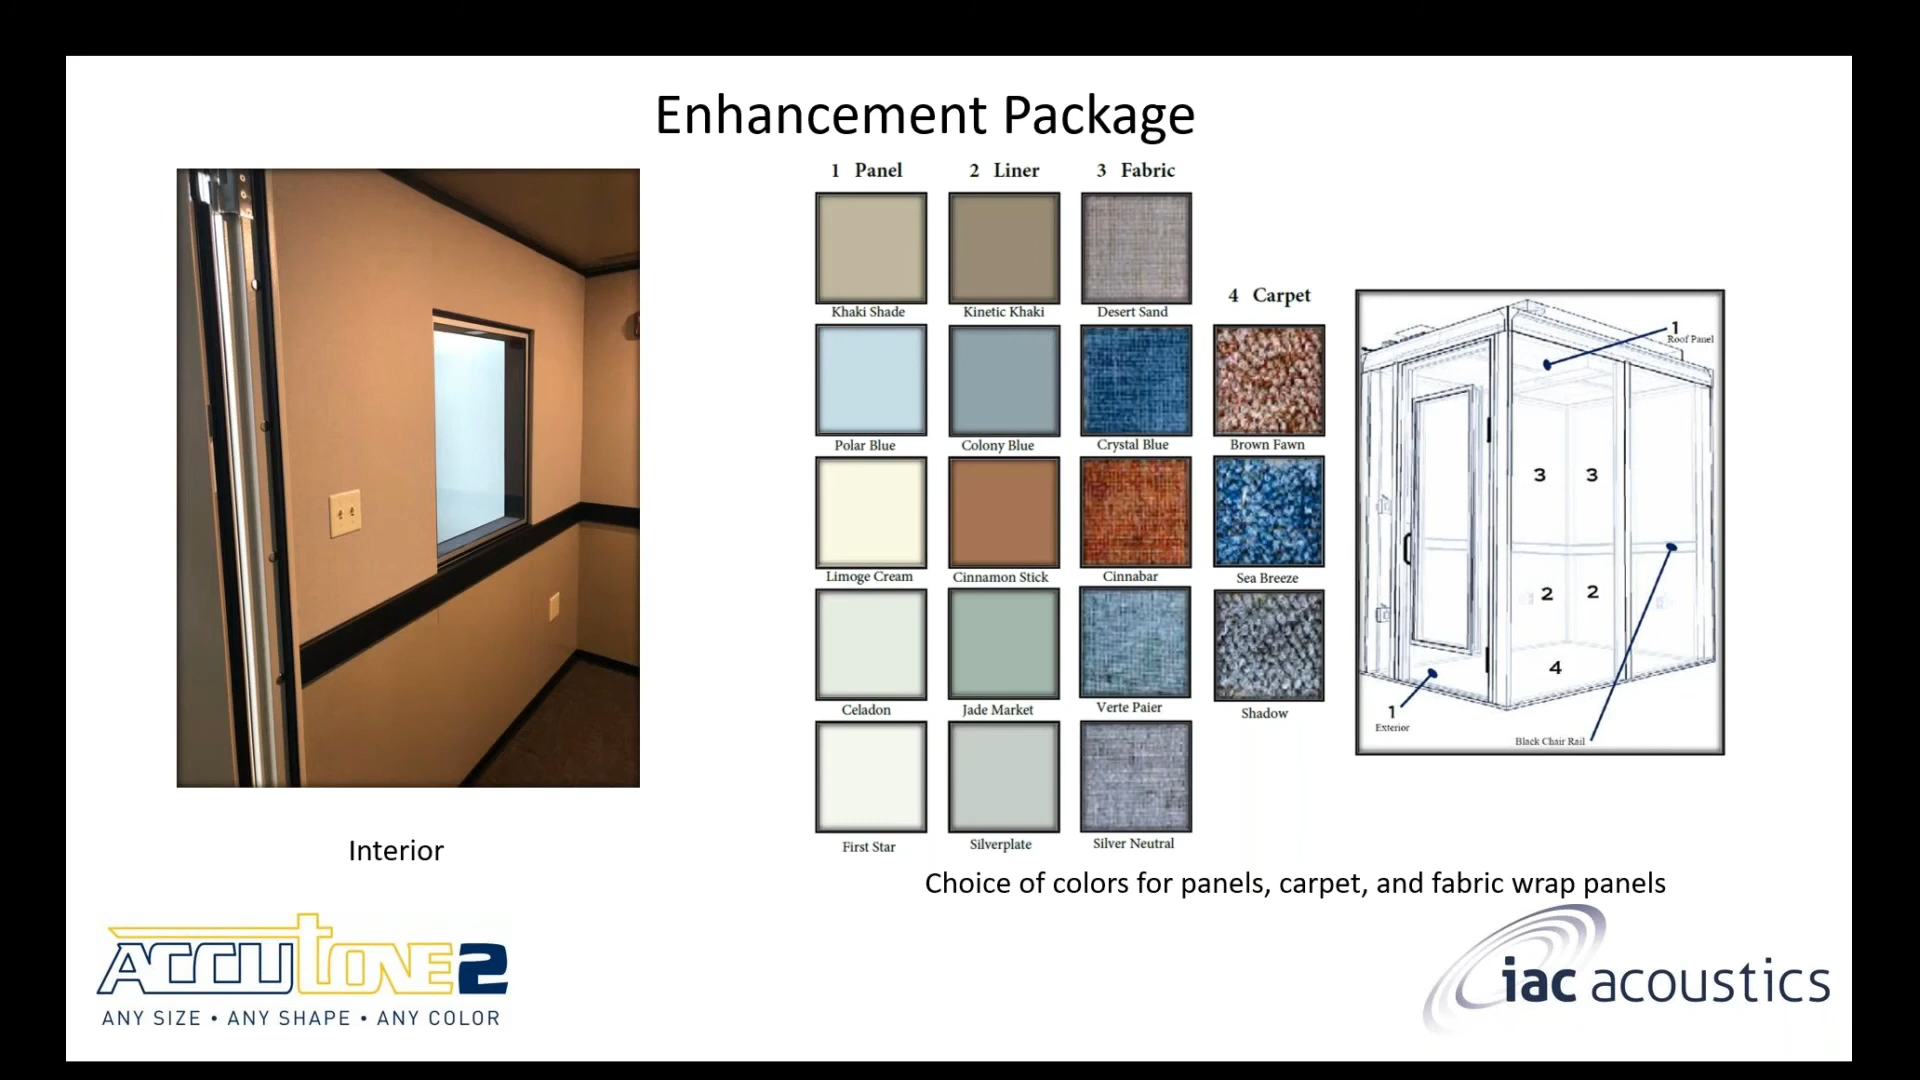 Enhancement Package
1 Panel
2 Liner
3 Fabric
Khaki Shade
Kinetic Khaki
Desert Sand
4 Carpet
Polar Blue
Colony Blue
Crystal Blue
Brown Fawn
Limoge Cream
Cinnamon Stick
Cinnabar
Sea Breeze
Celadon
Jade Market
Verte Paier
Shadow
First Star
Silverplate
Silver Neutral
1
Roof Panel
3 3
2 2
4
1
Exterior
Black Chair Rail
Interior
Choice of colors for panels, carpet, and fabric wrap panels
ACCUtONE2
ANY SIZE • ANY SHAPE • ANY COLOR
iac acoustics